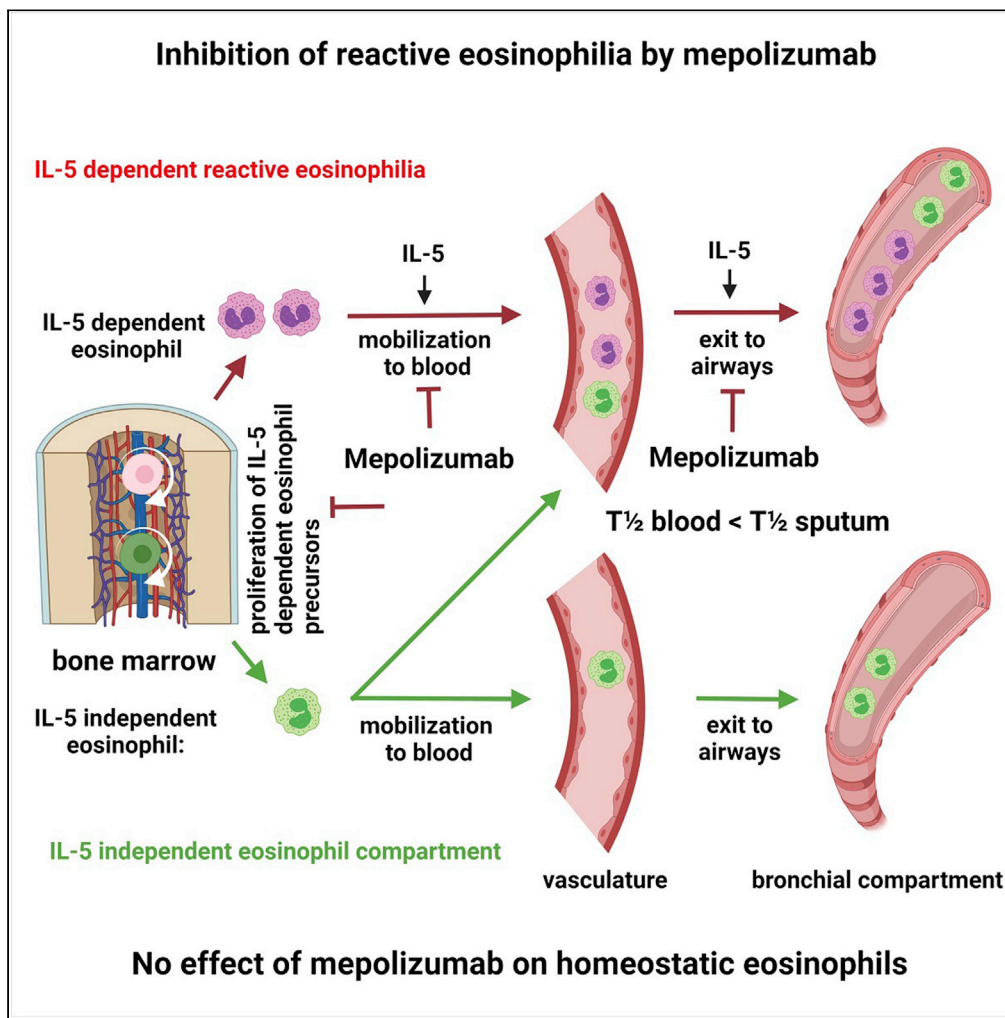 Inhibition of reactive eosinophilia by mepolizumab
IL-5 dependent reactive eosinophilia
IL-5
IL-5
IL-5 dependent
eosinophil
mobilization
to blood
exit to
airways
Mepolizumab
Mepolizumab
proliferation of IL-5
dependent eosinophil
precursors
T½ blood < T½ sputum
bone marrow
IL-5 independent
eosinophil:
mobilization
to blood
exit to
airways
IL-5 independent eosinophil compartment
vasculature
bronchial compartment
No effect of mepolizumab on homeostatic eosinophils